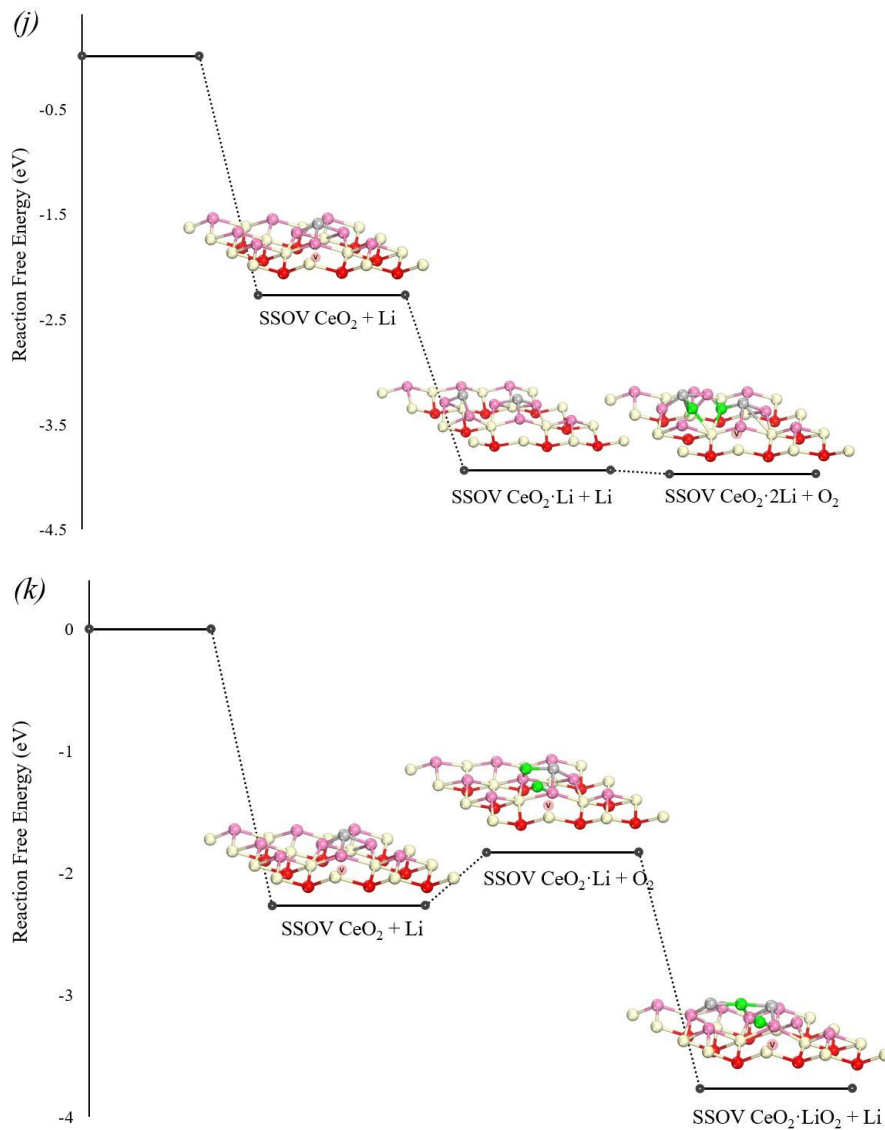 (j)
Reaction Free Energy (eV)
-0.5
-1.5
-2.5
-3.5
-4.5
V
SSOV CeO₂ + Li
SSOV CeO₂·Li + Li
V
SSOV CeO₂·2Li + O₂
(k)
Reaction Free Energy (eV)
0
-1
-2
-3
-4
V
SSOV CeO₂ + Li
V
SSOV CeO₂·Li + O₂
V
SSOV CeO₂·LiO₂ + Li